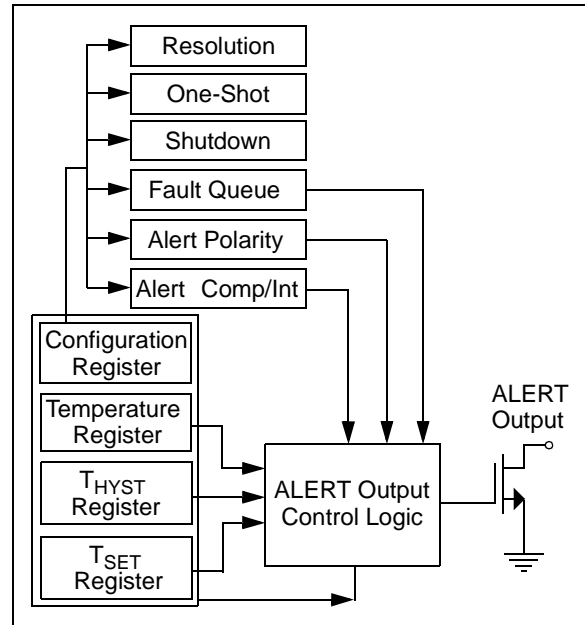 Resolution
One-Shot
Shutdown
Fault Queue
Alert Polarity
Alert Comp/Int
Configuration
Register
Temperature
Register
THYST
Register
TSET
Register
ALERT Output
Control Logic
ALERT
Output